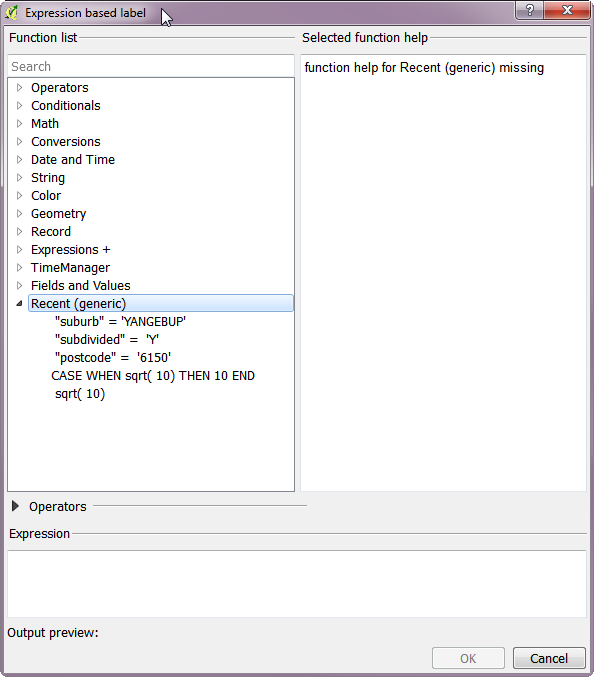 Expression based label
Function list
Selected function help
Search
function help for Recent (generic) missing
Operators
Conditionals
Math
Conversions
Date and Time
String
Color
Geometry
Record
Expressions +
TimeManager
Fields and Values
Recent (generic)
"suburb" = 'YANGEBUP'
"subdivided" =  'Y'
"postcode" =  '6150'
CASE WHEN sqrt( 10) THEN 10 END
sqrt( 10)
Operators
Expression
Output preview:
OK
Cancel